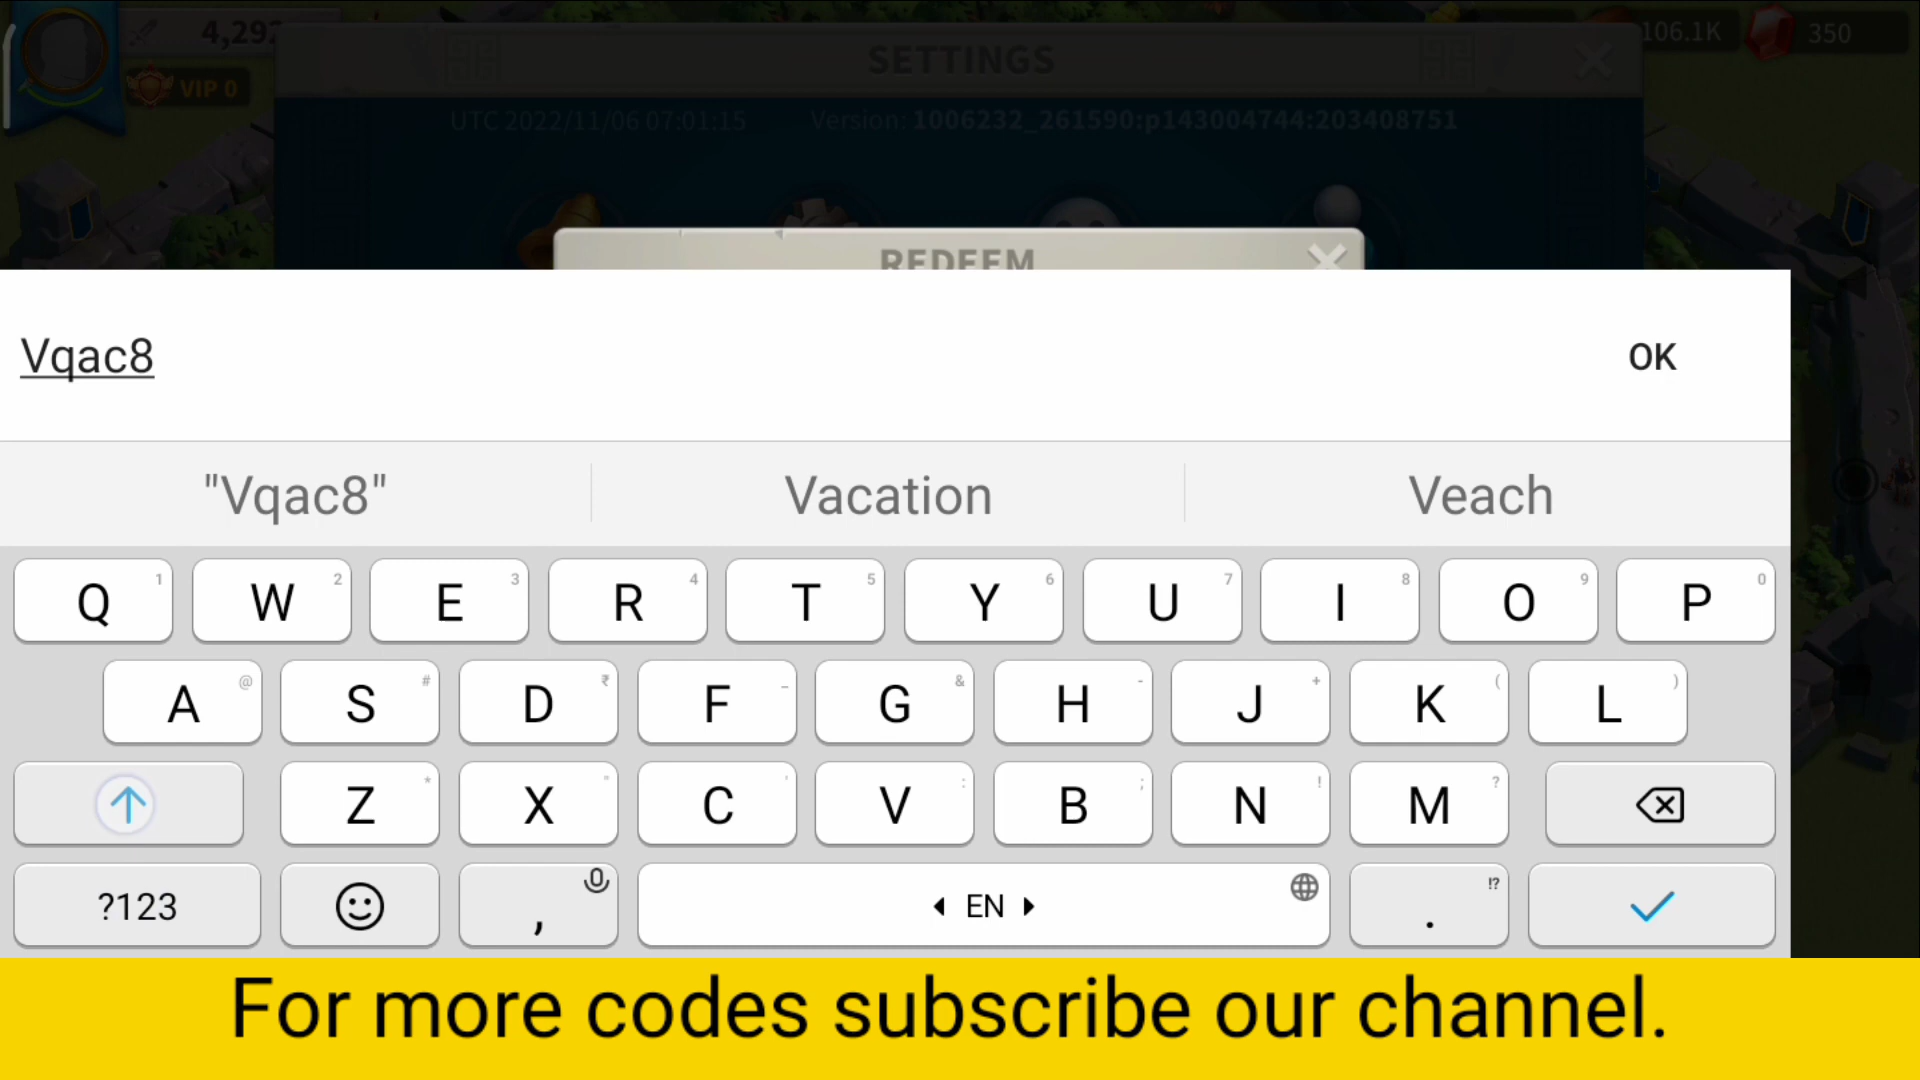 4,292
SETTINGS
106.1K
350
VIP 0
UTC 2022/11/06 07:01:15
Version: 1006232_261590:p143004744:203408751
REDEEM
Vqac8
OK
"Vqac8"
Vacation
Veach
Q 1 W 2 E 3 R 4 T 5 Y 6 U 7 I 8 O 9 P 0
A @ S # D ₹ F _ G & H - J + K ( L )
Z * X " C ' V : B ; N ! M ?
?123 , EN . !?
For more codes subscribe our channel.